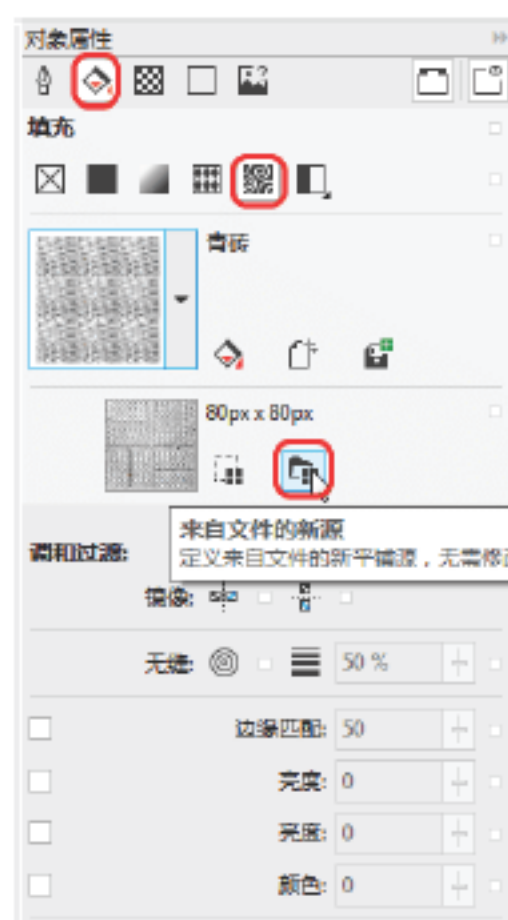 对象属性
填充
青砖
80px x 80px
来自文件的新源
定义来自文件的新平铺源，无需修改
调和过渡:
镜像:
无缝:
50 %
边缘匹配: 50
亮度: 0
亮度: 0
颜色: 0